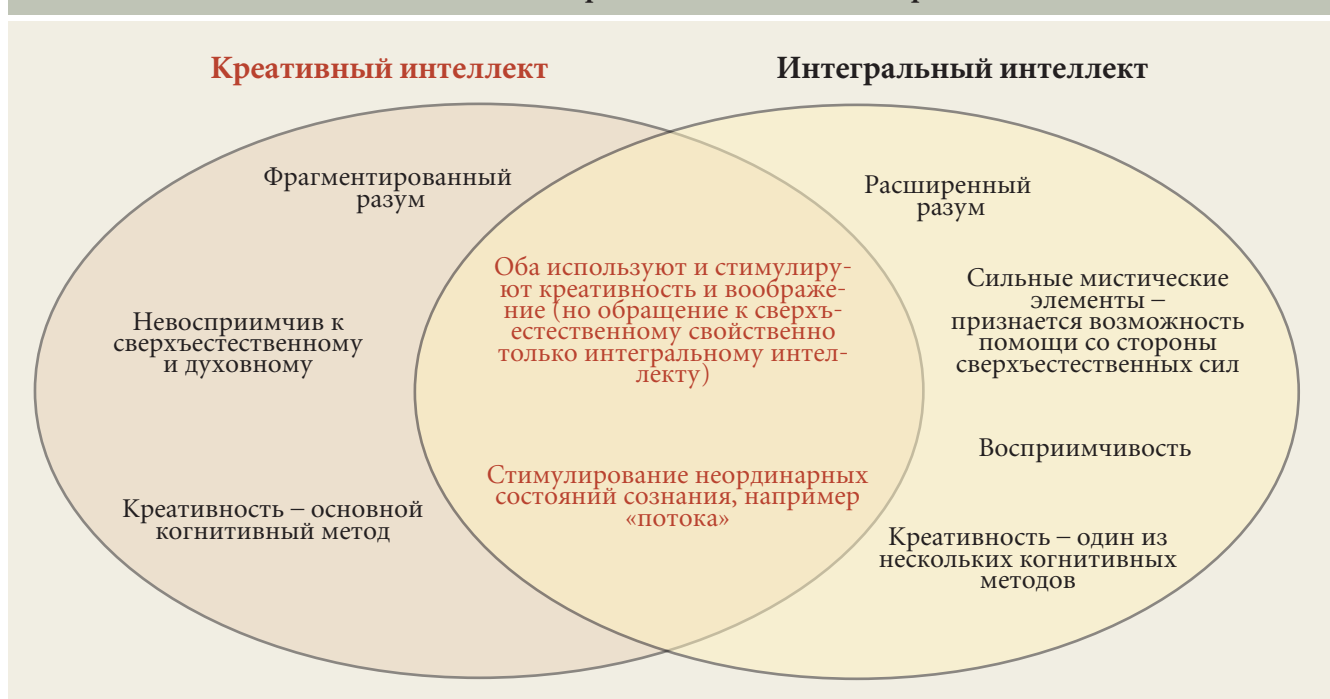 Креативный интеллект
Интегральный интеллект
Фрагментированный
разум
Невосприимчив к
сверхъестественному
и духовному
Креативность – основной
когнитивный метод
Оба используют и стимулиру-
ют креативность и воображе-
ние (но обращение к сверхъ-
естественному свойственно
только интегральному интел-
лекту)
Стимулирование неординарных
состояний сознания, например
«потока»
Расширенный
разум
Сильные мистические
элементы –
признается возможность
помощи со стороны
сверхъестественных сил
Восприимчивость
Креативность – один из
нескольких когнитивных
методов